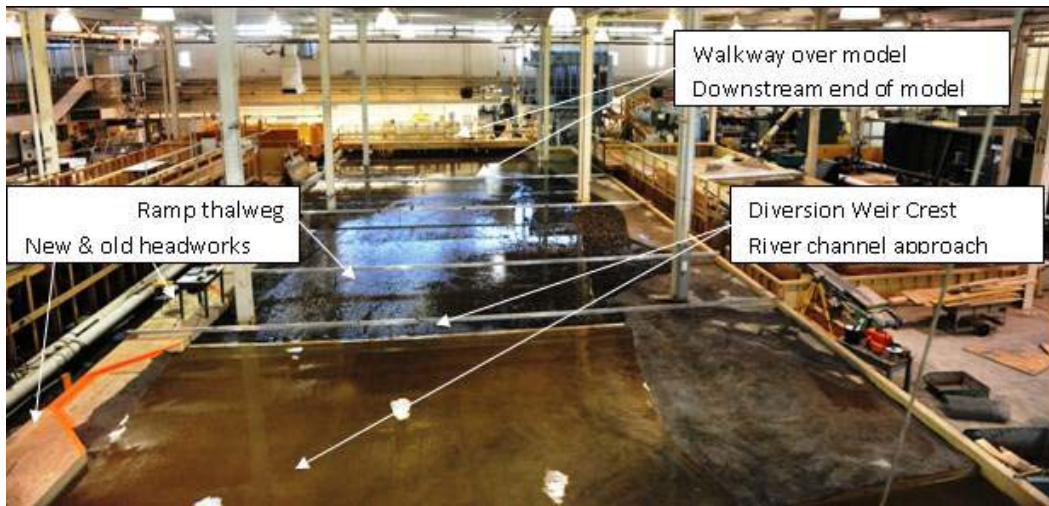 Walkway over model
Downstream end of model
Ramp thalweg
New & old headworks
Diversion Weir Crest
River channel approach